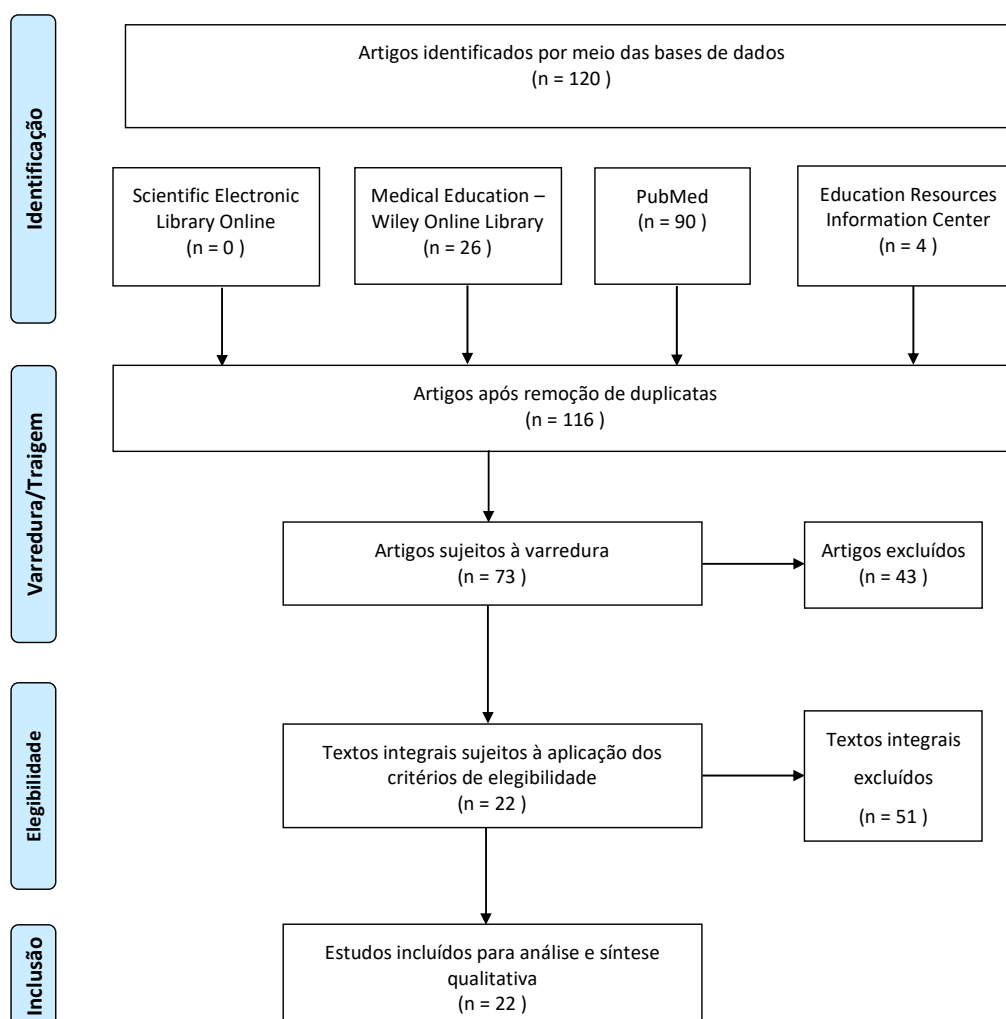 Identificação
Artigos identificados por meio das bases de dados
(n = 120 )
Scientific Electronic
Library Online
(n = 0 )
Medical Education –
Wiley Online Library
(n = 26 )
PubMed
(n = 90 )
Education Resources
Information Center
(n = 4 )
Varredura/Traigem
Artigos após remoção de duplicatas
(n = 116 )
Artigos sujeitos à varredura
(n = 73 )
Artigos excluídos
(n = 43 )
Elegibilidade
Textos integrais sujeitos à aplicação dos
critérios de elegibilidade
(n = 22 )
Textos integrais
excluídos
(n = 51 )
Inclusão
Estudos incluídos para análise e síntese
qualitativa
(n = 22 )